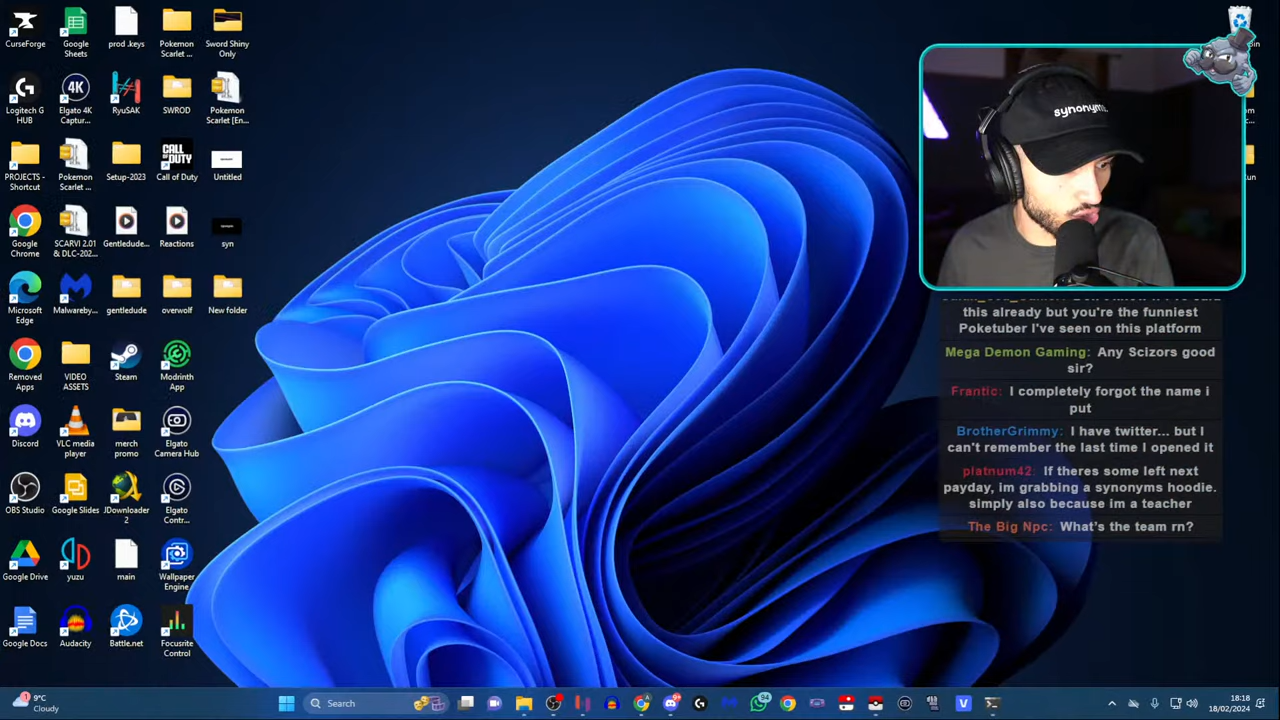 CurseForge
Google
Sheets
prod .keys
Pokemon
Scarlet ...
Sword Shiny
Only
Logitech G
HUB
4K
Elgato 4K
Captur...
RyuSAK
SWROD
Pokemon
Scarlet [En...
PROJECTS -
Shortcut
Pokemon
Scarlet ...
Setup-2023
CALL OF
DUTY
Call of Duty
Untitled
Google
Chrome
SCARVI 2.01
& DLC-202...
Gentledude...
Reactions
syn
Microsoft
Edge
Malwareby...
gentledude
overwolf
New folder
Removed
Apps
VIDEO
ASSETS
Steam
Modrinth
App
Discord
VLC media
player
merch
promo
Elgato
Camera Hub
OBS Studio
Google Slides
JDownloader
2
Elgato
Contr...
Google Drive
yuzu
main
Wallpaper
Engine
Google Docs
Audacity
Battle.net
Focusrite
Control
synonyms.
this already but you're the funniest
Poketuber I've seen on this platform
Mega Demon Gaming: Any Scizors good
sir?
Frantic: I completely forgot the name i
put
BrotherGrimmy: I have twitter... but I
can't remember the last time I opened it
platnum42: If theres some left next
payday, im grabbing a synonyms hoodie.
simply also because im a teacher
The Big Npc: What's the team rn?
1
9°C
Cloudy
Search
94
18:18
18/02/2024